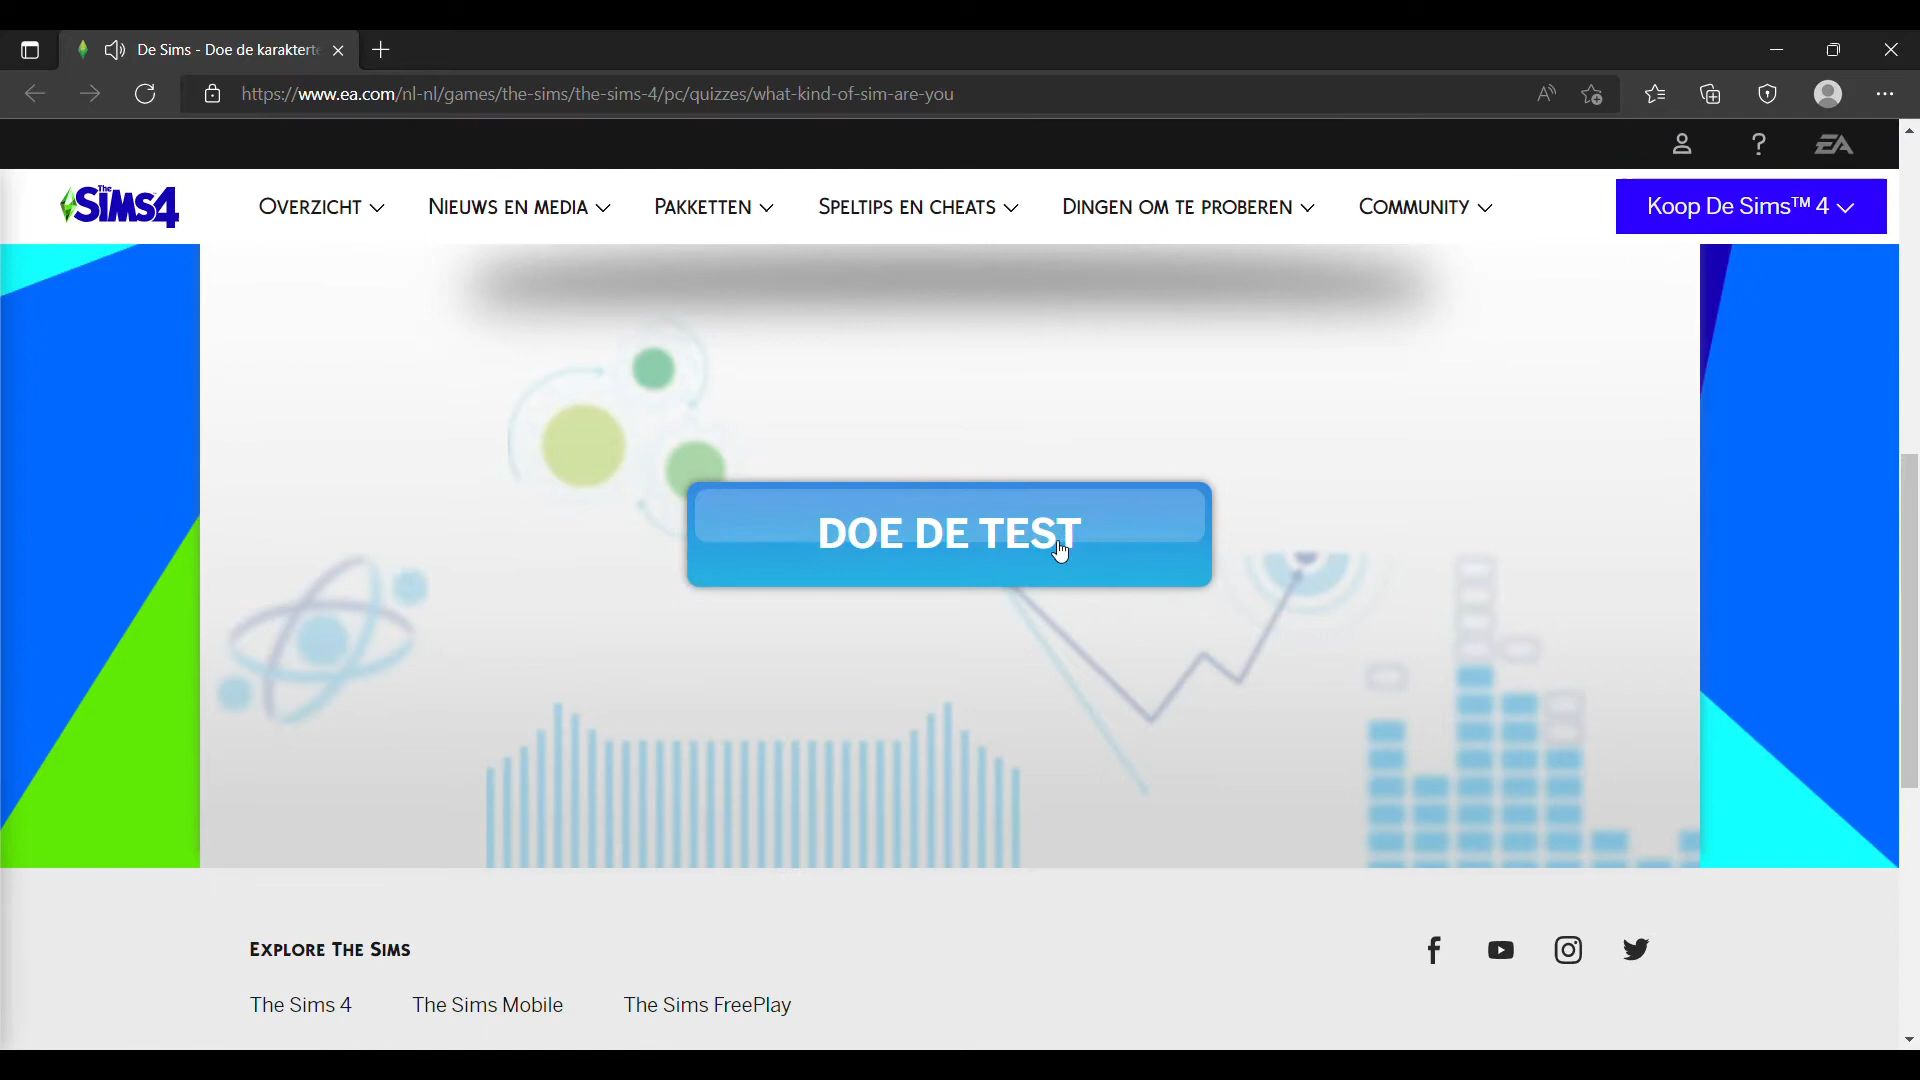 De Sims - Doe de karakterte
https://www.ea.com/nl-nl/games/the-sims/the-sims-4/pc/quizzes/what-kind-of-sim-are-you
EA
The Sims 4
Overzicht
Nieuws en media
Pakketten
Speltips en cheats
Dingen om te proberen
Community
Koop De Sims™ 4
DOE DE TEST
Explore The Sims
The Sims 4
The Sims Mobile
The Sims FreePlay